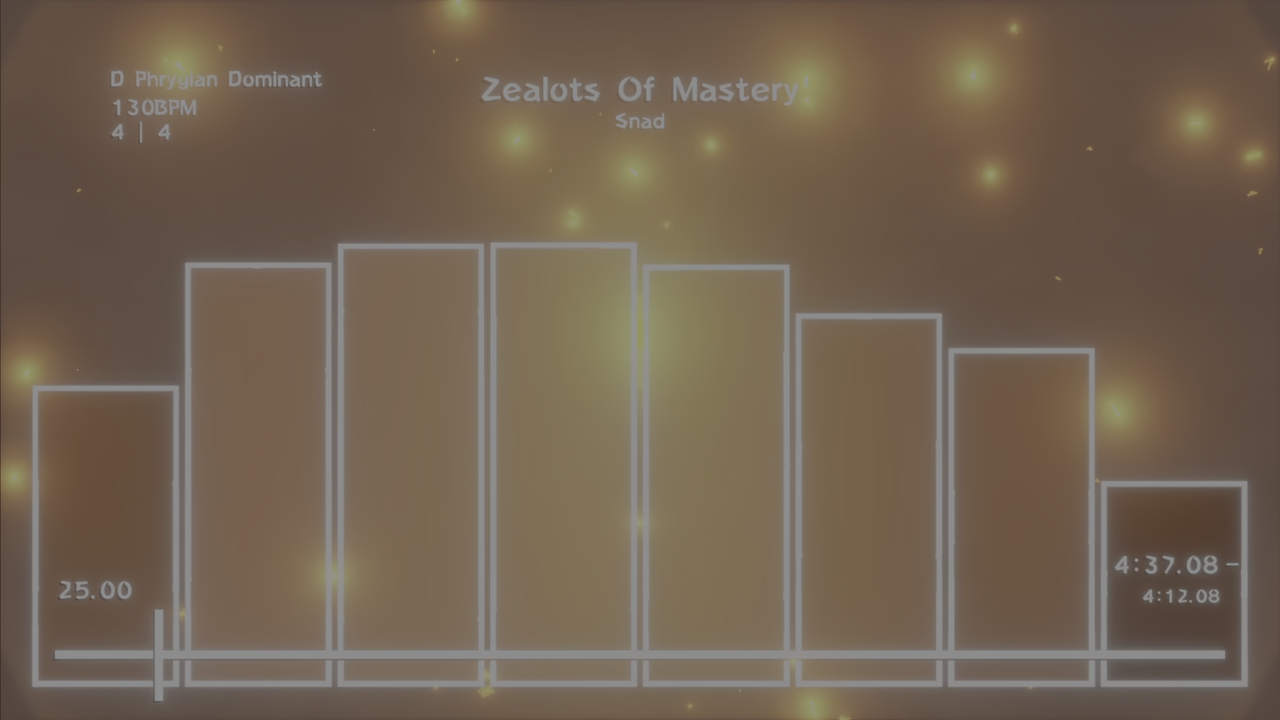 D Phrygian Dominant
130BPM
4 | 4
Zealots Of Mastery!
Snad
25.00
4:37.08 -
4:12.08